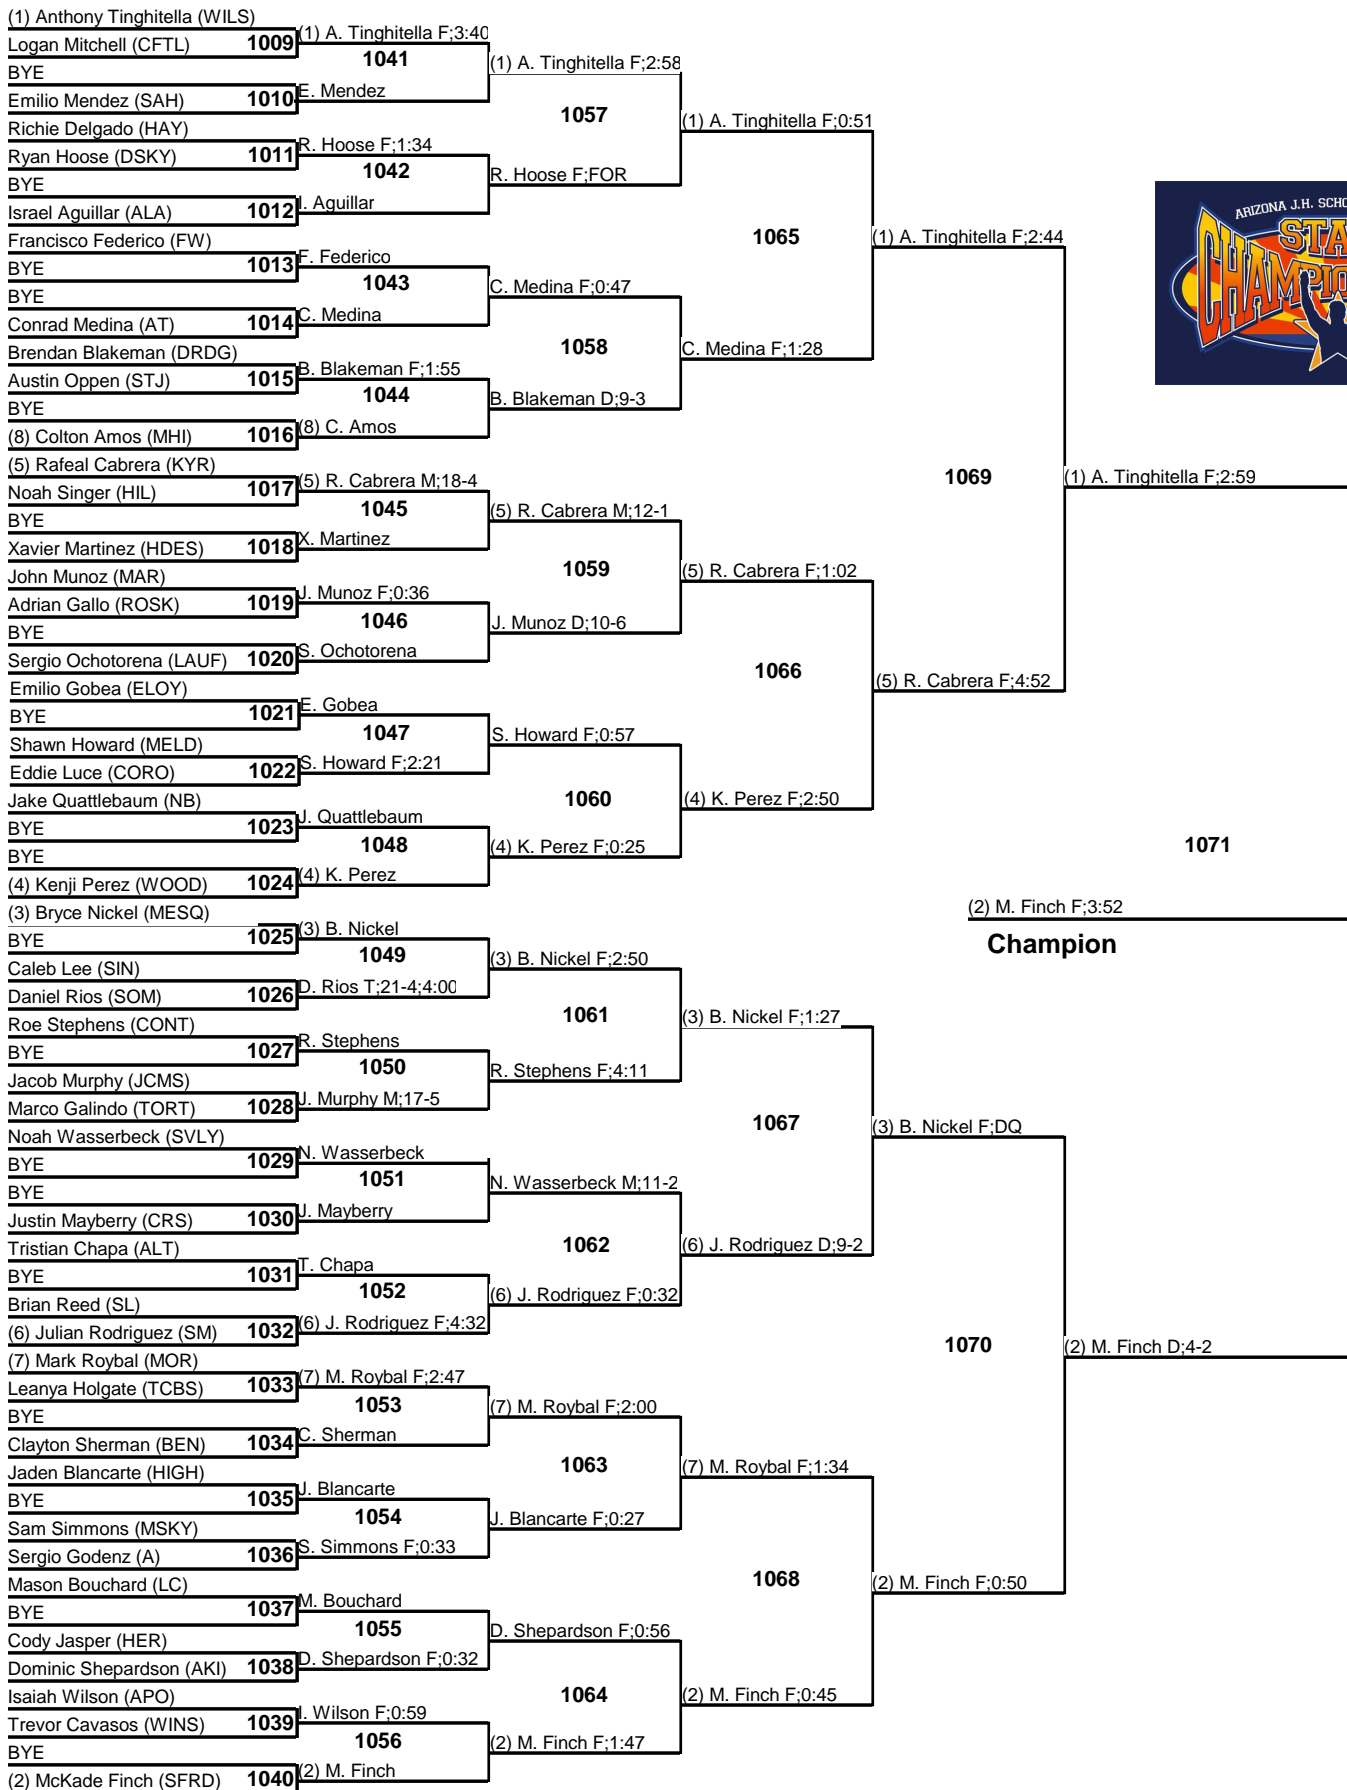 (1) Anthony Tinghitella (WILS)
Logan Mitchell (CFTL)
BYE
Emilio Mendez (SAH)
Richie Delgado (HAY)
Ryan Hoose (DSKY)
BYE
Israel Aguillar (ALA)
Francisco Federico (FW)
BYE
BYE
Conrad Medina (AT)
Brendan Blakeman (DRDG)
Austin Oppen (STJ)
BYE
(8) Colton Amos (MHI)
(5) Rafeal Cabrera (KYR)
Noah Singer (HIL)
BYE
Xavier Martinez (HDES)
John Munoz (MAR)
Adrian Gallo (ROSK)
BYE
Sergio Ochotorena (LAUF)
Emilio Gobea (ELOY)
BYE
Shawn Howard (MELD)
Eddie Luce (CORO)
Jake Quattlebaum (NB)
BYE
BYE
(4) Kenji Perez (WOOD)
(3) Bryce Nickel (MESQ)
BYE
Caleb Lee (SIN)
Daniel Rios (SOM)
Roe Stephens (CONT)
BYE
Jacob Murphy (JCMS)
Marco Galindo (TORT)
Noah Wasserbeck (SVLY)
BYE
BYE
Justin Mayberry (CRS)
Tristian Chapa (ALT)
BYE
Brian Reed (SL)
(6) Julian Rodriguez (SM)
(7) Mark Roybal (MOR)
Leanya Holgate (TCBS)
BYE
Clayton Sherman (BEN)
Jaden Blancarte (HIGH)
BYE
Sam Simmons (MSKY)
Sergio Godenz (A)
Mason Bouchard (LC)
BYE
Cody Jasper (HER)
Dominic Shepardson (AKI)
Isaiah Wilson (APO)
Trevor Cavasos (WINS)
BYE
(2) McKade Finch (SFRD)
1009
1010
1011
1012
1013
1014
1015
1016
1017
1018
1019
1020
1021
1022
1023
1024
1025
1026
1027
1028
1029
1030
1031
1032
1033
1034
1035
1036
1037
1038
1039
1040
(1) A. Tinghitella F;3:40
1041
E. Mendez
R. Hoose F;1:34
1042
I. Aguillar
F. Federico
1043
C. Medina
B. Blakeman F;1:55
1044
(8) C. Amos
(5) R. Cabrera M;18-4
1045
X. Martinez
J. Munoz F;0:36
1046
S. Ochotorena
E. Gobea
1047
S. Howard F;2:21
J. Quattlebaum
1048
(4) K. Perez
(3) B. Nickel
1049
D. Rios T;21-4;4:00
R. Stephens
1050
J. Murphy M;17-5
N. Wasserbeck
1051
J. Mayberry
T. Chapa
1052
(6) J. Rodriguez F;4:32
(7) M. Roybal F;2:47
1053
C. Sherman
J. Blancarte
1054
S. Simmons F;0:33
M. Bouchard
1055
D. Shepardson F;0:32
I. Wilson F;0:59
1056
(2) M. Finch
(1) A. Tinghitella F;2:58
1057
R. Hoose F;FOR
C. Medina F;0:47
1058
B. Blakeman D;9-3
(5) R. Cabrera M;12-1
1059
J. Munoz D;10-6
S. Howard F;0:57
1060
(4) K. Perez F;0:25
(3) B. Nickel F;2:50
1061
R. Stephens F;4:11
N. Wasserbeck M;11-2
1062
(6) J. Rodriguez F;0:32
(7) M. Roybal F;2:00
1063
J. Blancarte F;0:27
D. Shepardson F;0:56
1064
(2) M. Finch F;1:47
(1) A. Tinghitella F;0:51
1065
C. Medina F;1:28
(5) R. Cabrera F;1:02
1066
(4) K. Perez F;2:50
(3) B. Nickel F;1:27
1067
(6) J. Rodriguez D;9-2
(7) M. Roybal F;1:34
1068
(2) M. Finch F;0:45
(1) A. Tinghitella F;2:44
1069
(5) R. Cabrera F;4:52
(3) B. Nickel F;DQ
1070
(2) M. Finch F;0:50
(1) A. Tinghitella F;2:59
1071
(2) M. Finch D;4-2
(2) M. Finch F;3:52
Champion
ARIZONA J.H. SCHO
STA
CHAMPIO